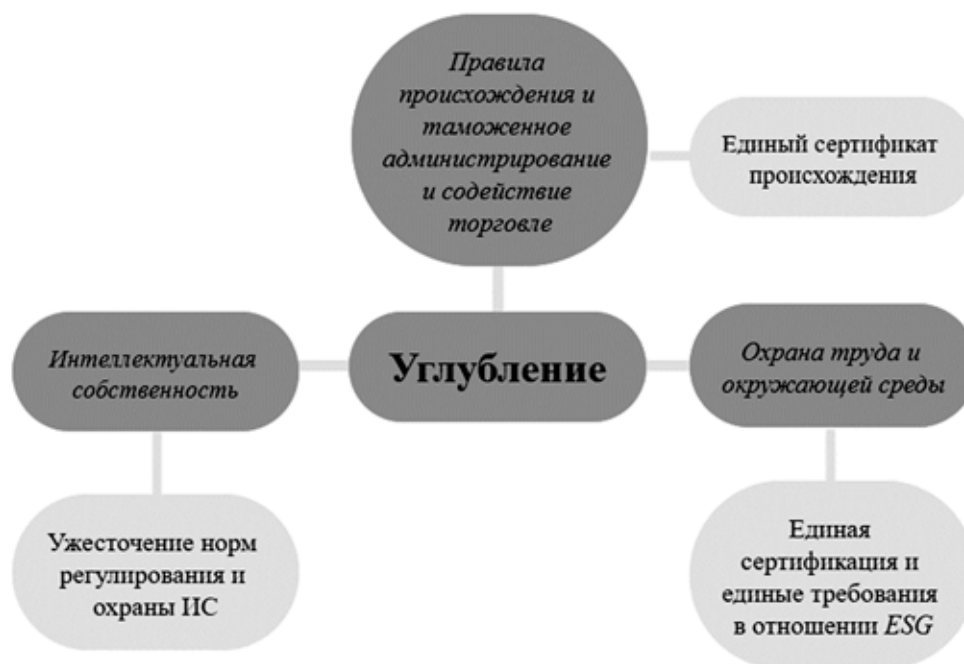 Правила
происхождения и
таможенное
администрирование
и содействие
торговле
Единый сертификат
происхождения
Интеллектуальная
собственность
Углубление
Охрана труда и
окружающей среды
Ужесточение норм
регулирования и
охраны ИС
Единая
сертификация и
единые требования
в отношении ESG